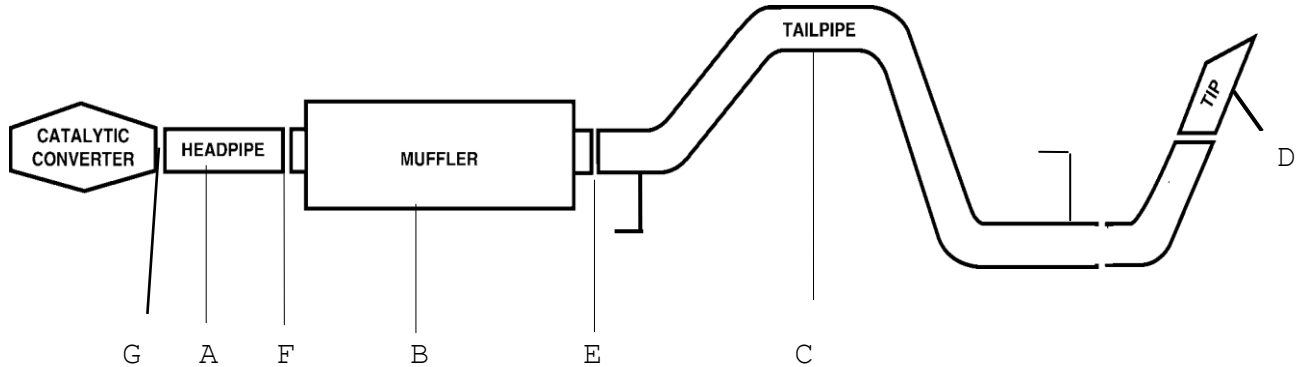 TAILPIPE
TIP
CATALYTIC
CONVERTER
HEADPIPE
MUFFLER
D
G A F B E C